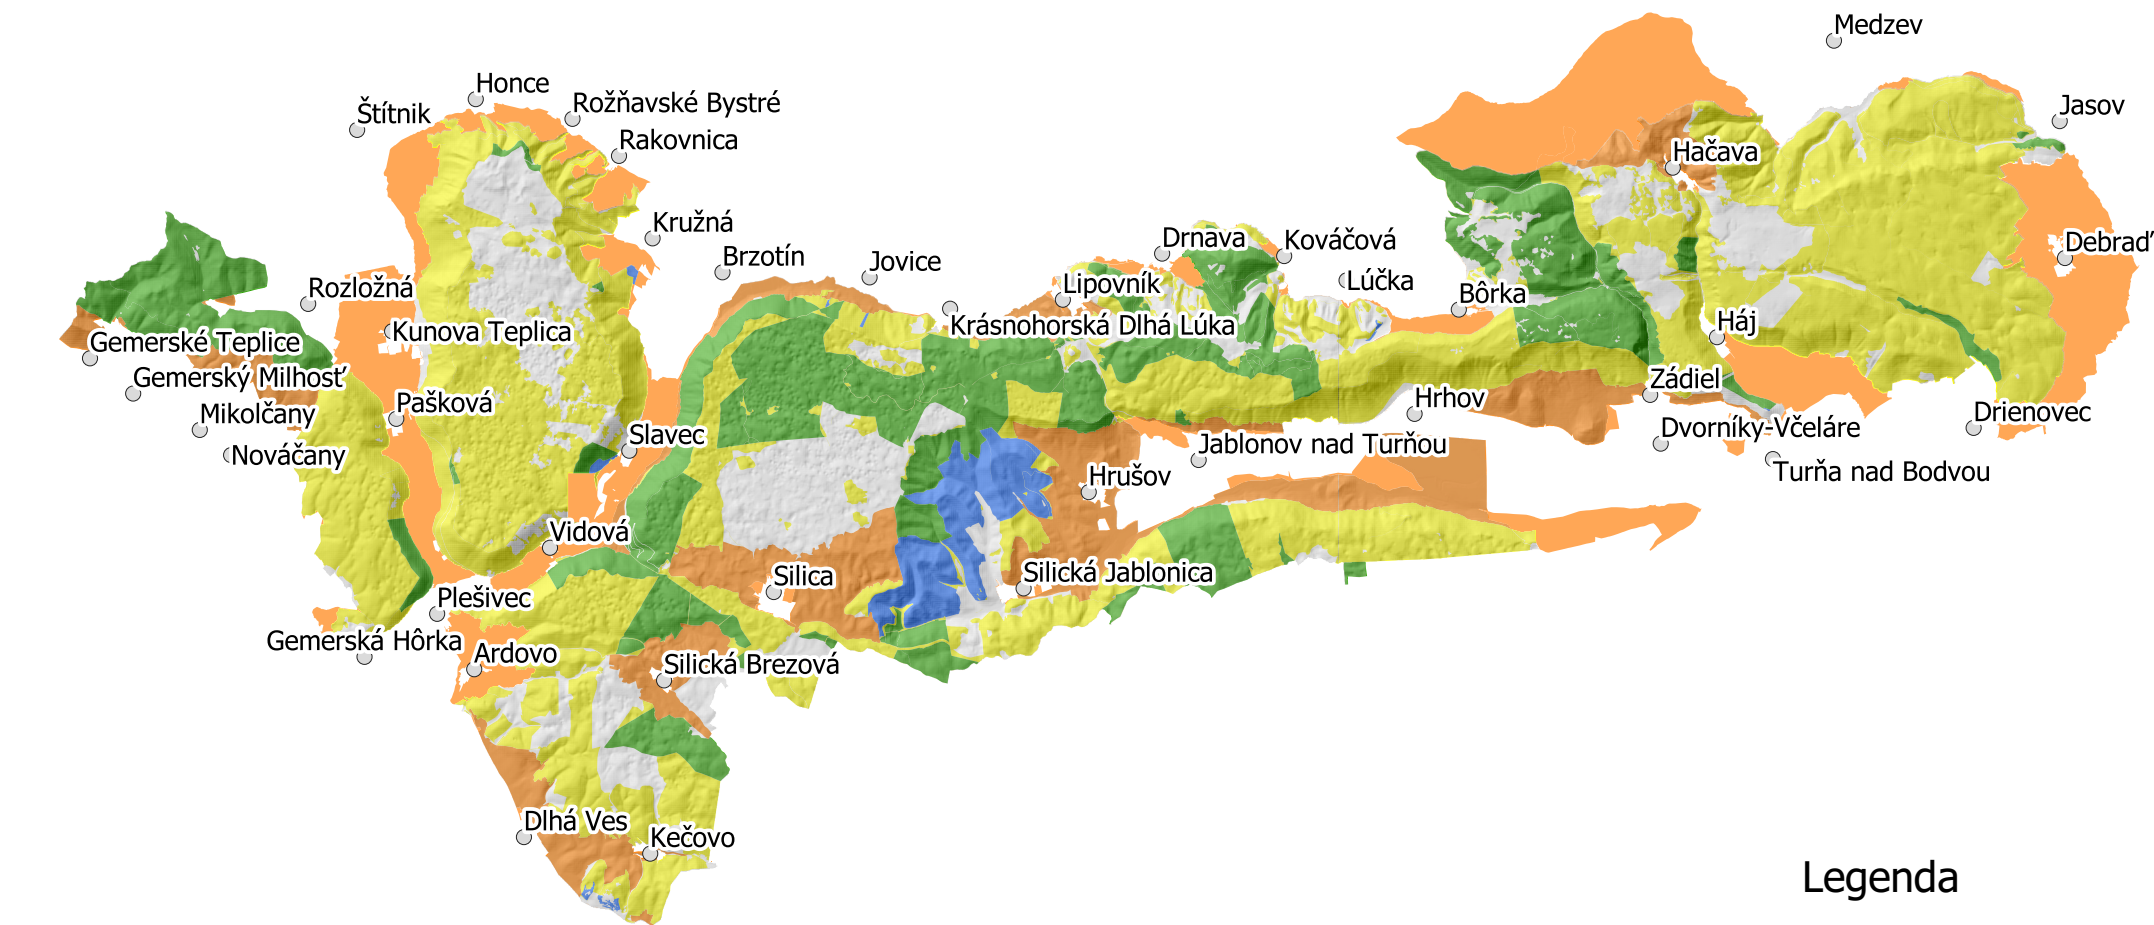 Medzev
Honce
Rožňavské Bystré
Štítnik
Jasov
Rakovnica
Hačava
Kružná
Drnava
Kováčová
Debraď
Brzotín
Jovice
Lúčka
Rozložná
Lipovník
Bôrka
Krásnohorská Dlhá Lúka
Háj
Kunova Teplica
Gemerské Teplice
Gemerský Milhosť
Zádiel
Pašková
Hrhov
Mikolčany
Drienovec
Dvorníky-Včeláre
Slavec
Jablonov nad Turňou
Nováčany
Hrušov
Turňa nad Bodvou
Vidová
Silica
Silická Jablonica
Plešivec
Gemerská Hôrka
Ardovo
Silická Brezová
Dlhá Ves
Kečovo
Legenda